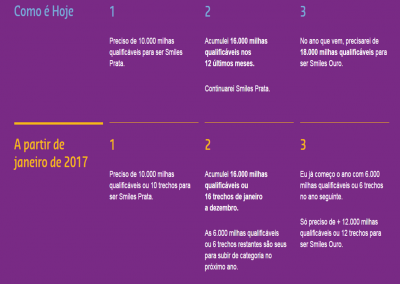 Como é Hoje
1
Preciso de 10.000 milhas
qualificáveis para ser Smiles
Prata.
2
Acumulei 16.000 milhas
qualificáveis nos
12 últimos meses.
Continuarei Smiles Prata.
3
No ano que vem, precisarei de
18.000 milhas qualificáveis para
ser Smiles Ouro.
A partir de
janeiro de 2017
1
Preciso de 10.000 milhas
qualificáveis ou 10 trechos para
ser Smiles Prata.
2
Acumulei 16.000 milhas
qualificáveis ou
16 trechos de janeiro
a dezembro.
As 6.000 milhas qualificáveis
ou 6 trechos restantes são seus
para subir de categoria no
próximo ano.
3
Eu já começo o ano com 6.000
milhas qualificáveis ou 6 trechos
no ano seguinte.
Só preciso de + 12.000 milhas
qualificáveis ou 12 trechos para
ser Smiles Ouro.